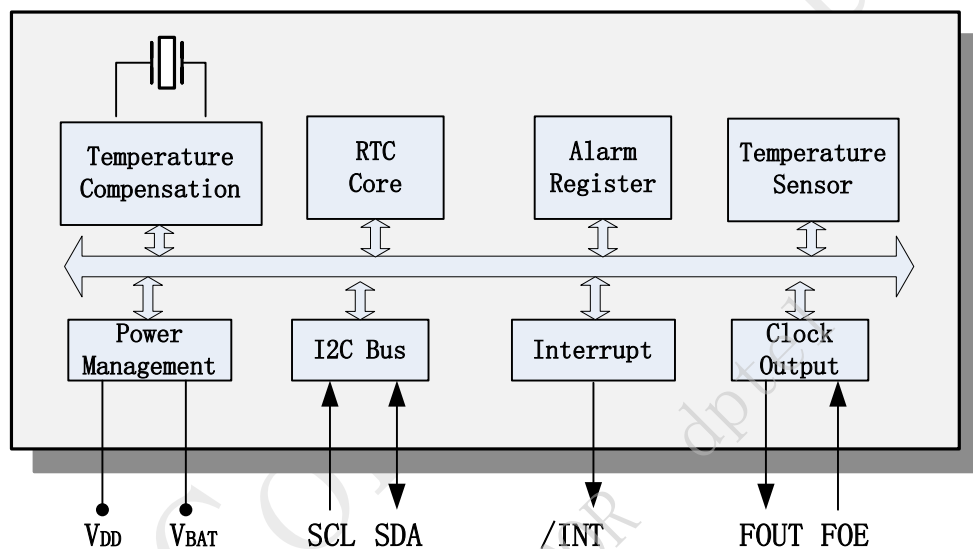 Temperature
Compensation
RTC
Core
Alarm
Register
Temperature
Sensor
Power
Management
I2C Bus
Interrupt
Clock
Output
VDD
VBAT
SCL
SDA
/INT
FOUT
FOE